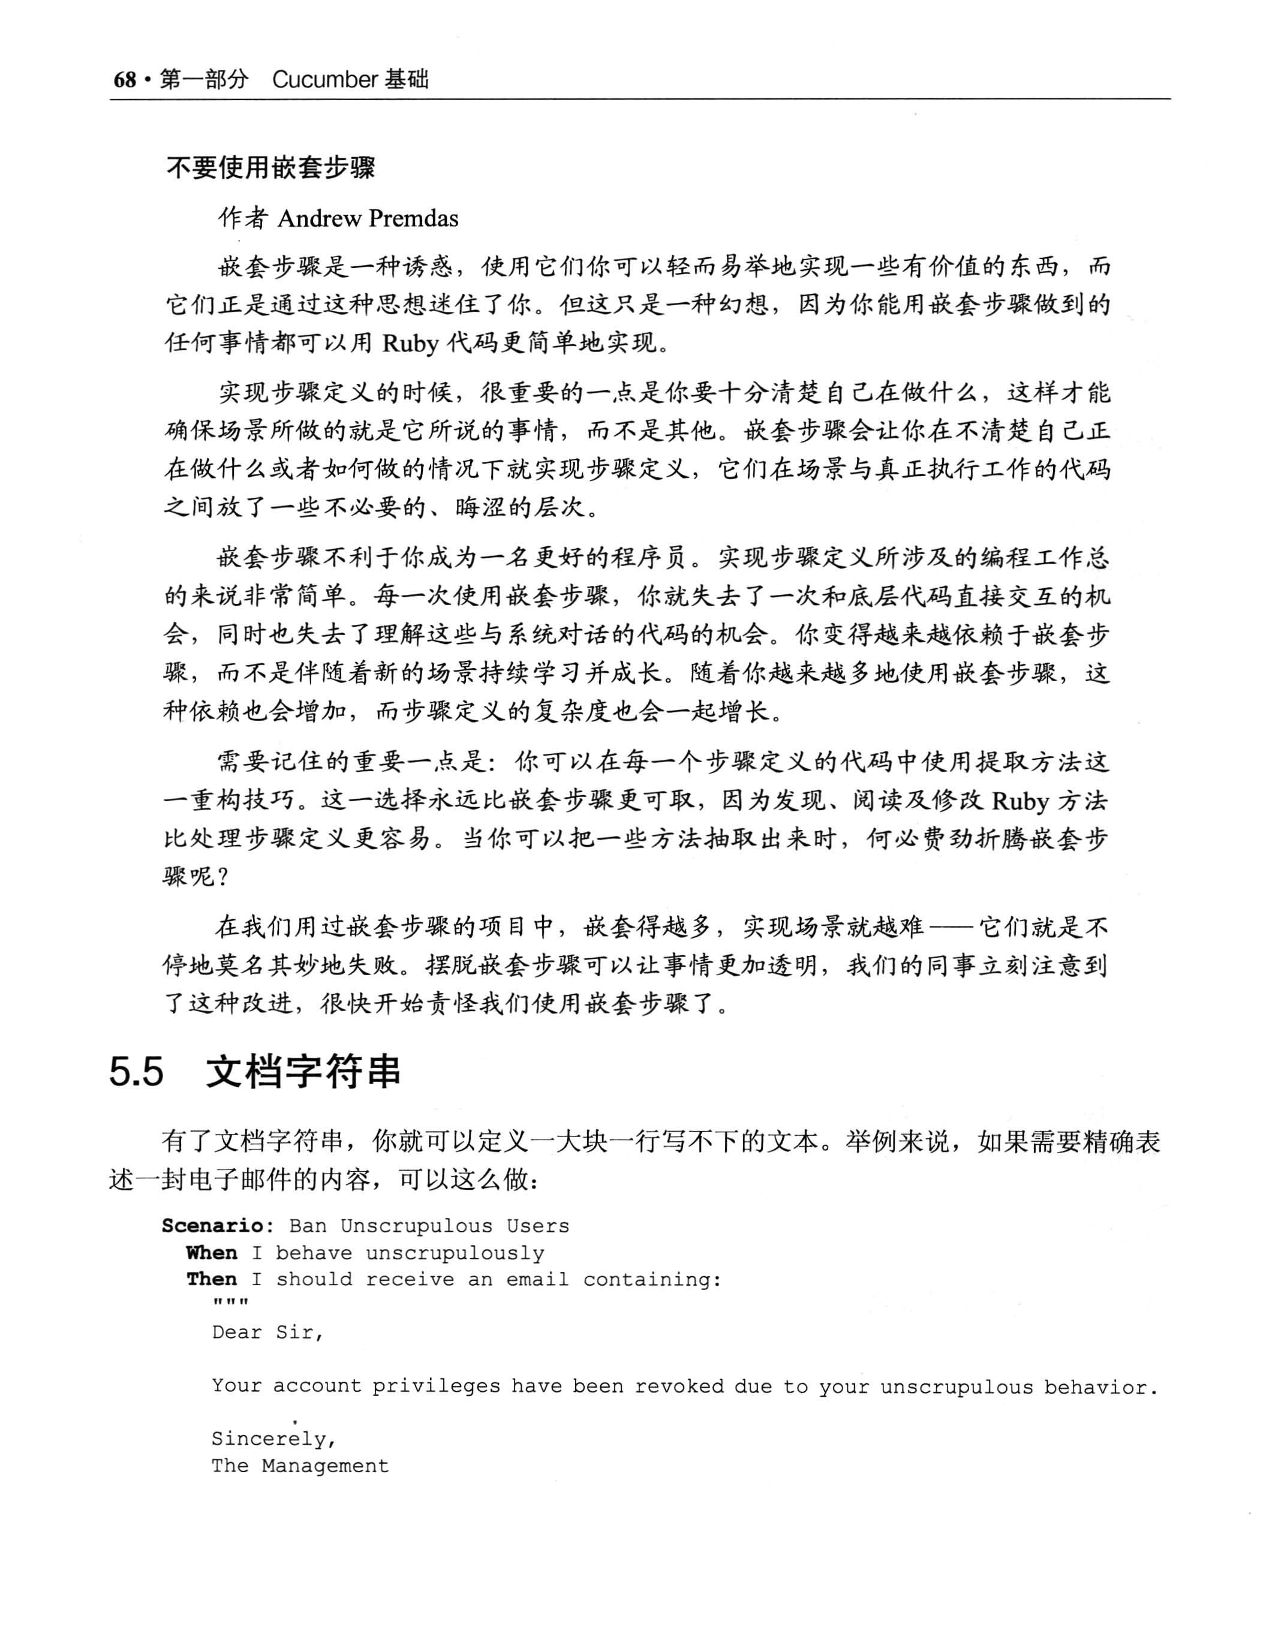 68·第一部分　Cucumber 基础
不要使用嵌套步骤
作者 Andrew Premdas
嵌套步骤是一种诱惑，使用它们你可以轻而易举地实现一些有价值的东西，而
它们正是通过这种思想迷住了你。但这只是一种幻想，因为你能用嵌套步骤做到的
任何事情都可以用 Ruby 代码更简单地实现。
实现步骤定义的时候，很重要的一点是你要十分清楚自己在做什么，这样才能
确保场景所做的就是它所说的事情，而不是其他。嵌套步骤会让你在不清楚自己正
在做什么或者如何做的情况下就实现步骤定义，它们在场景与真正执行工作的代码
之间放了一些不必要的、晦涩的层次。
嵌套步骤不利于你成为一名更好的程序员。实现步骤定义所涉及的编程工作总
的来说非常简单。每一次使用嵌套步骤，你就失去了一次和底层代码直接交互的机
会，同时也失去了理解这些与系统对话的代码的机会。你变得越来越依赖于嵌套步
骤，而不是伴随着新的场景持续学习并成长。随着你越来越多地使用嵌套步骤，这
种依赖也会增加，而步骤定义的复杂度也会一起增长。
需要记住的重要一点是：你可以在每一个步骤定义的代码中使用提取方法这
一重构技巧。这一选择永远比嵌套步骤更可取，因为发现、阅读及修改 Ruby 方法
比处理步骤定义更容易。当你可以把一些方法抽取出来时，何必费劲折腾嵌套步
骤呢？
在我们用过嵌套步骤的项目中，嵌套得越多，实现场景就越难——它们就是不
停地莫名其妙地失败。摆脱嵌套步骤可以让事情更加透明，我们的同事立刻注意到
了这种改进，很快开始责怪我们使用嵌套步骤了。
5.5　文档字符串
有了文档字符串，你就可以定义一大块一行写不下的文本。举例来说，如果需要精确表
述一封电子邮件的内容，可以这么做：
Scenario: Ban Unscrupulous Users
When I behave unscrupulously
Then I should receive an email containing:
"""
Dear Sir,
Your account privileges have been revoked due to your unscrupulous behavior.
Sincerely,
The Management